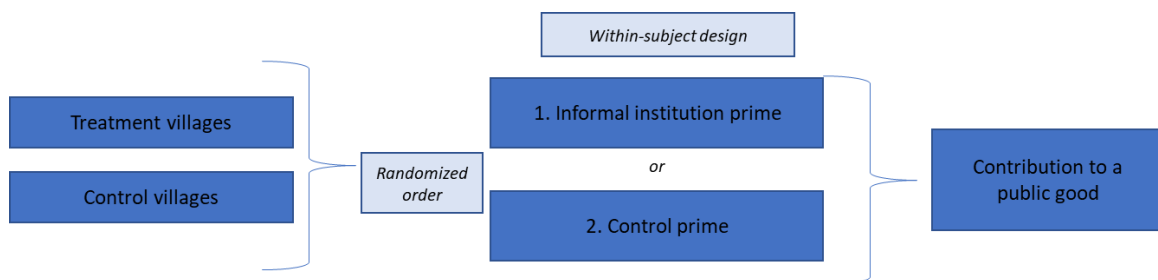 Within-subject design
Treatment villages
Control villages
Randomized
order
1. Informal institution prime
or
2. Control prime
Contribution to a
public good